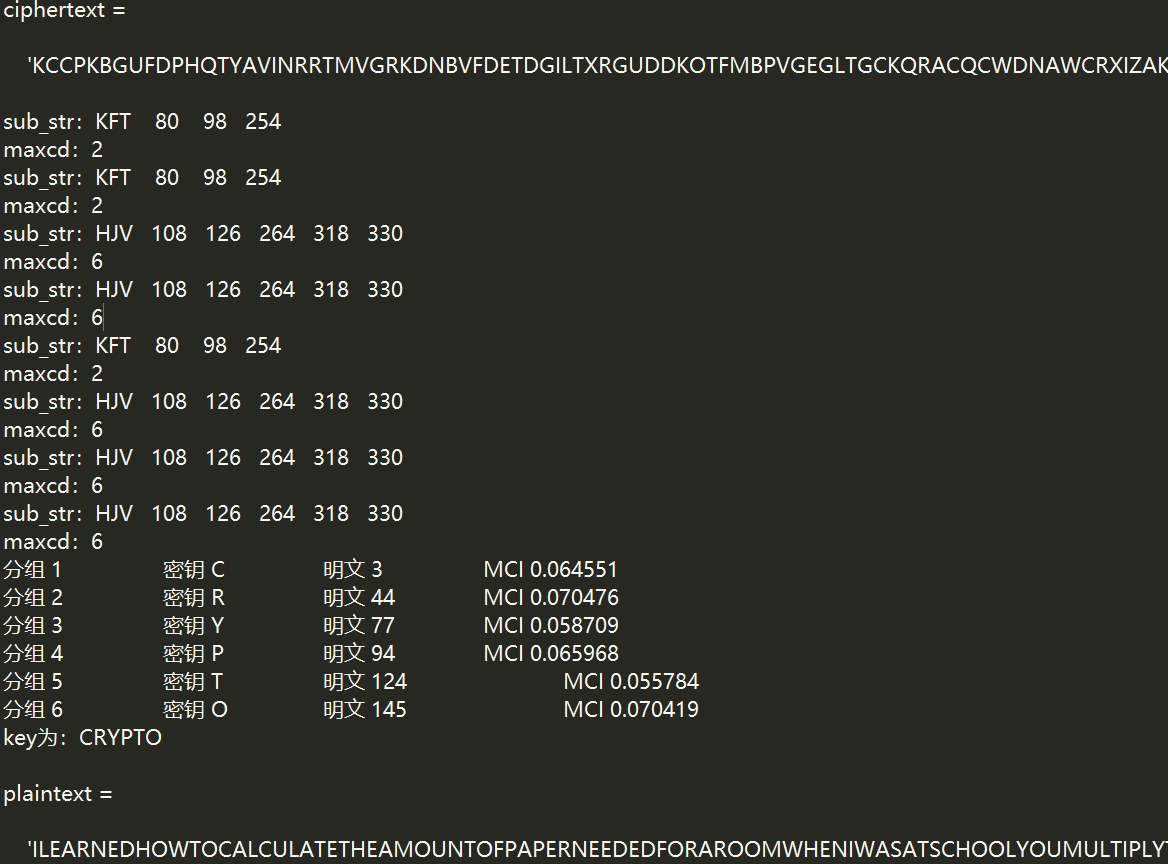 ciphertext =
'KCCPKBGUFDPHQTYAVINRRTMVGRKDNBVFDETDGILTXRGUDDKOTFMBPVGEGLTGCKQRACQCWDNAWCRXIZAK
sub_str: KFT 80 98 254
maxcd: 2
sub_str: KFT 80 98 254
maxcd: 2
sub_str: HJV 108 126 264 318 330
maxcd: 6
sub_str: HJV 108 126 264 318 330
maxcd: 6
sub_str: KFT 80 98 254
maxcd: 2
sub_str: HJV 108 126 264 318 330
maxcd: 6
sub_str: HJV 108 126 264 318 330
maxcd: 6
sub_str: HJV 108 126 264 318 330
maxcd: 6
分组 1 密钥 C 明文 3 MCI 0.064551
分组 2 密钥 R 明文 44 MCI 0.070476
分组 3 密钥 Y 明文 77 MCI 0.058709
分组 4 密钥 P 明文 94 MCI 0.065968
分组 5 密钥 T 明文 124 MCI 0.055784
分组 6 密钥 O 明文 145 MCI 0.070419
key为: CRYPTO
plaintext =
'ILEARNEDHOWTOCALCULATETHEAMOUNTOFPAPERNEEDEDFORAROOMWHENIWASATSCHOOLYOUMULTIPLY